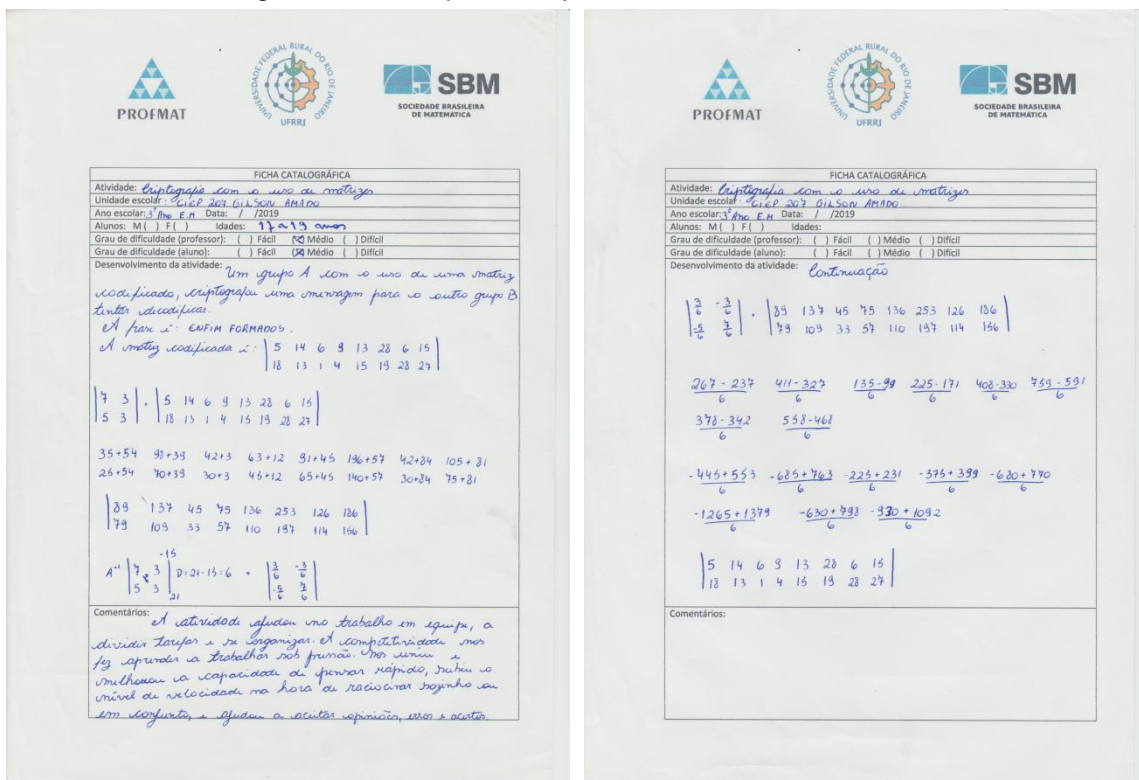 PROFMAT
UNIVERSIDADE FEDERAL RURAL DO RIO DE JANEIRO
UFRRJ
SBM
SOCIEDADE BRASILEIRA
DE MATEMÁTICA
FICHA CATALOGRÁFICA
Atividade: Criptografia com o uso de matrizes
Unidade escolar: CIEP 207 GILSON AMADO
Ano escolar: 3º Ano E.M Data: / /2019
Alunos: M( ) F( ) Idades: 17 a 19 anos
Grau de dificuldade (professor): ( ) Fácil (X) Médio ( ) Difícil
Grau de dificuldade (aluno): ( ) Fácil (X) Médio ( ) Difícil
Desenvolvimento da atividade: Um grupo A com o uso de uma matriz
codificado, criptografou uma mensagem para o outro grupo B
tentar decodificar.
A frase é: ENFIM FORMADOS.
A matriz codificada é: | 5 14 6 9 13 28 6 15 |
| 18 13 1 4 15 19 28 27 |
| 7 3 | . | 5 14 6 9 13 28 6 15 |
| 5 3 | | 18 13 1 4 15 19 28 27 |
35+54 98+39 42+3 63+12 91+45 196+57 42+84 105+81
25+54 70+39 30+3 45+12 65+45 140+57 30+84 75+81
| 89 137 45 75 136 253 126 186 |
| 79 109 33 57 110 197 114 156 |
-15
A⁻¹ | 7 3 | D=21-15=6 = | 3/6 -3/6 |
| 5 3 | 21 | -5/6 7/6 |
Comentários: A atividade ajudou no trabalho em equipe, a
dividir tarefas e se organizar. A competitividade nos
fez aprender a trabalhar sob pressão. Nos uniu e
melhorou a capacidade de pensar rápido, subiu o
nível de velocidade na hora de raciocinar sozinho ou
em conjunto, e ajudou a aceitar opiniões, erros e acertos.
PROFMAT
UNIVERSIDADE FEDERAL RURAL DO RIO DE JANEIRO
UFRRJ
SBM
SOCIEDADE BRASILEIRA
DE MATEMÁTICA
FICHA CATALOGRÁFICA
Atividade: Criptografia com o uso de matrizes
Unidade escolar: CIEP 207 GILSON AMADO
Ano escolar: 3º Ano E.M Data: / /2019
Alunos: M( ) F( ) Idades:
Grau de dificuldade (professor): ( ) Fácil ( ) Médio ( ) Difícil
Grau de dificuldade (aluno): ( ) Fácil ( ) Médio ( ) Difícil
Desenvolvimento da atividade: Continuação
| 3/6 -3/6 | . | 89 137 45 75 136 253 126 186 |
| -5/6 7/6 | | 79 109 33 57 110 197 114 156 |
267-237/6 411-327/6 135-99/6 225-171/6 408-330/6 759-591/6
378-342/6 558-468/6
-445+553/6 -685+763/6 -225+231/6 -375+399/6 -680+770/6
-1265+1379/6 -630+798/6 -930+1092/6
| 5 14 6 9 13 28 6 15 |
| 18 13 1 4 15 19 28 27 |
Comentários: